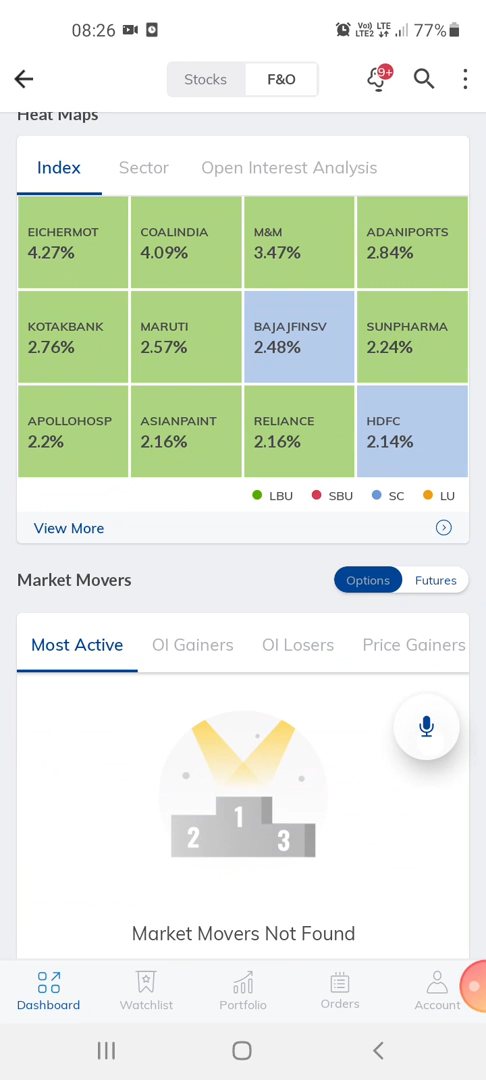 08:26 Vo) LTE LTE2 77%
Stocks F&O 9+
Heat Maps
Index Sector Open Interest Analysis
EICHERMOT COALINDIA M&M ADANIPORTS
4.27% 4.09% 3.47% 2.84%
KOTAKBANK MARUTI BAJAJFINSV SUNPHARMA
2.76% 2.57% 2.48% 2.24%
APOLLOHOSP ASIANPAINT RELIANCE HDFC
2.2% 2.16% 2.16% 2.14%
LBU SBU SC LU
View More
Market Movers Options Futures
Most Active OI Gainers OI Losers Price Gainers
1
2 3
Market Movers Not Found
Dashboard Watchlist Portfolio Orders Account